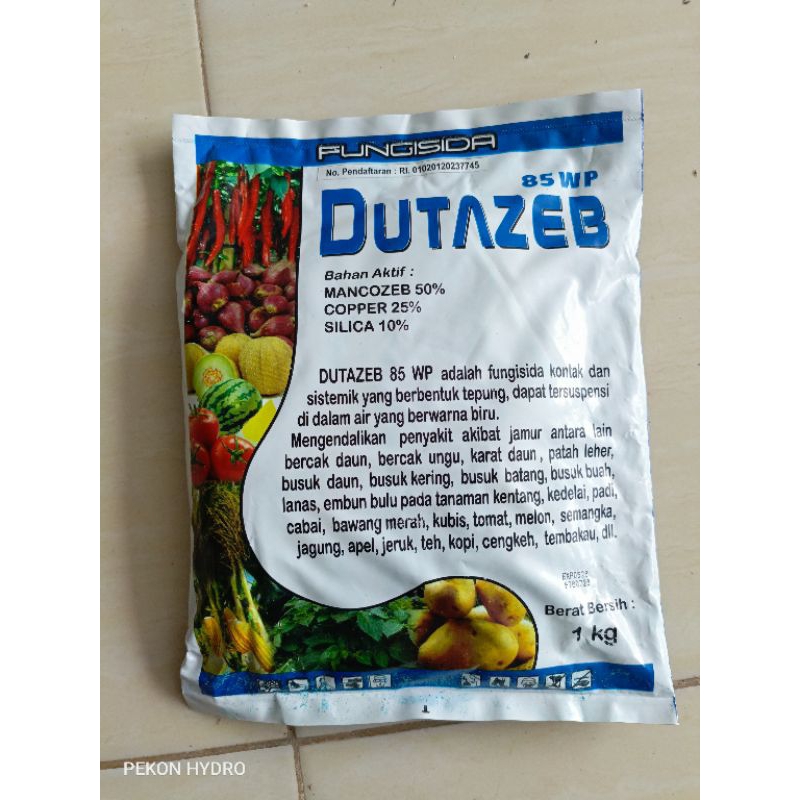 FUNGISIDA
No. Pendaftaran : RI. 01020120237745
85 WP
DUTAZEB
Bahan Aktif :
MANCOZEB 50%
COPPER 25%
SILICA 10%
DUTAZEB 85 WP adalah fungisida kontak dan
sistemik yang berbentuk tepung, dapat tersuspensi
di dalam air yang berwarna biru.
Mengendalikan penyakit akibat jamur antara lain
bercak daun, bercak ungu, karat daun, patah leher,
busuk daun, busuk kering, busuk batang, busuk buah,
lanas, embun bulu pada tanaman kentang, kedelai, padi,
cabai, bawang merah, kubis, tomat, melon, semangka,
jagung, apel, jeruk, teh, kopi, cengkeh, tembakau, dll.
Berat Bersih :
1 kg
PEKON HYDRO